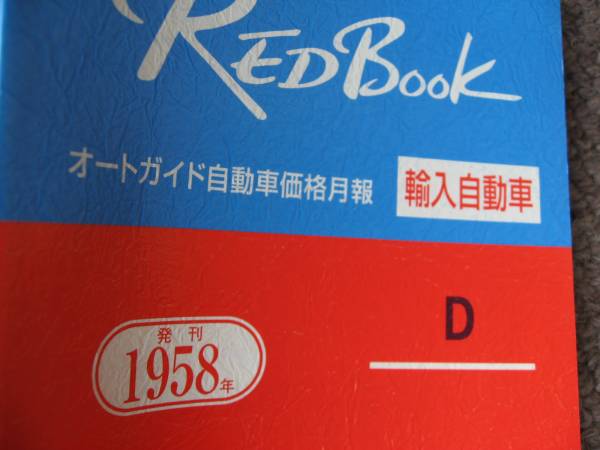 RED BOOK
オートガイド自動車価格月報
輸入自動車
D
発刊
1958年